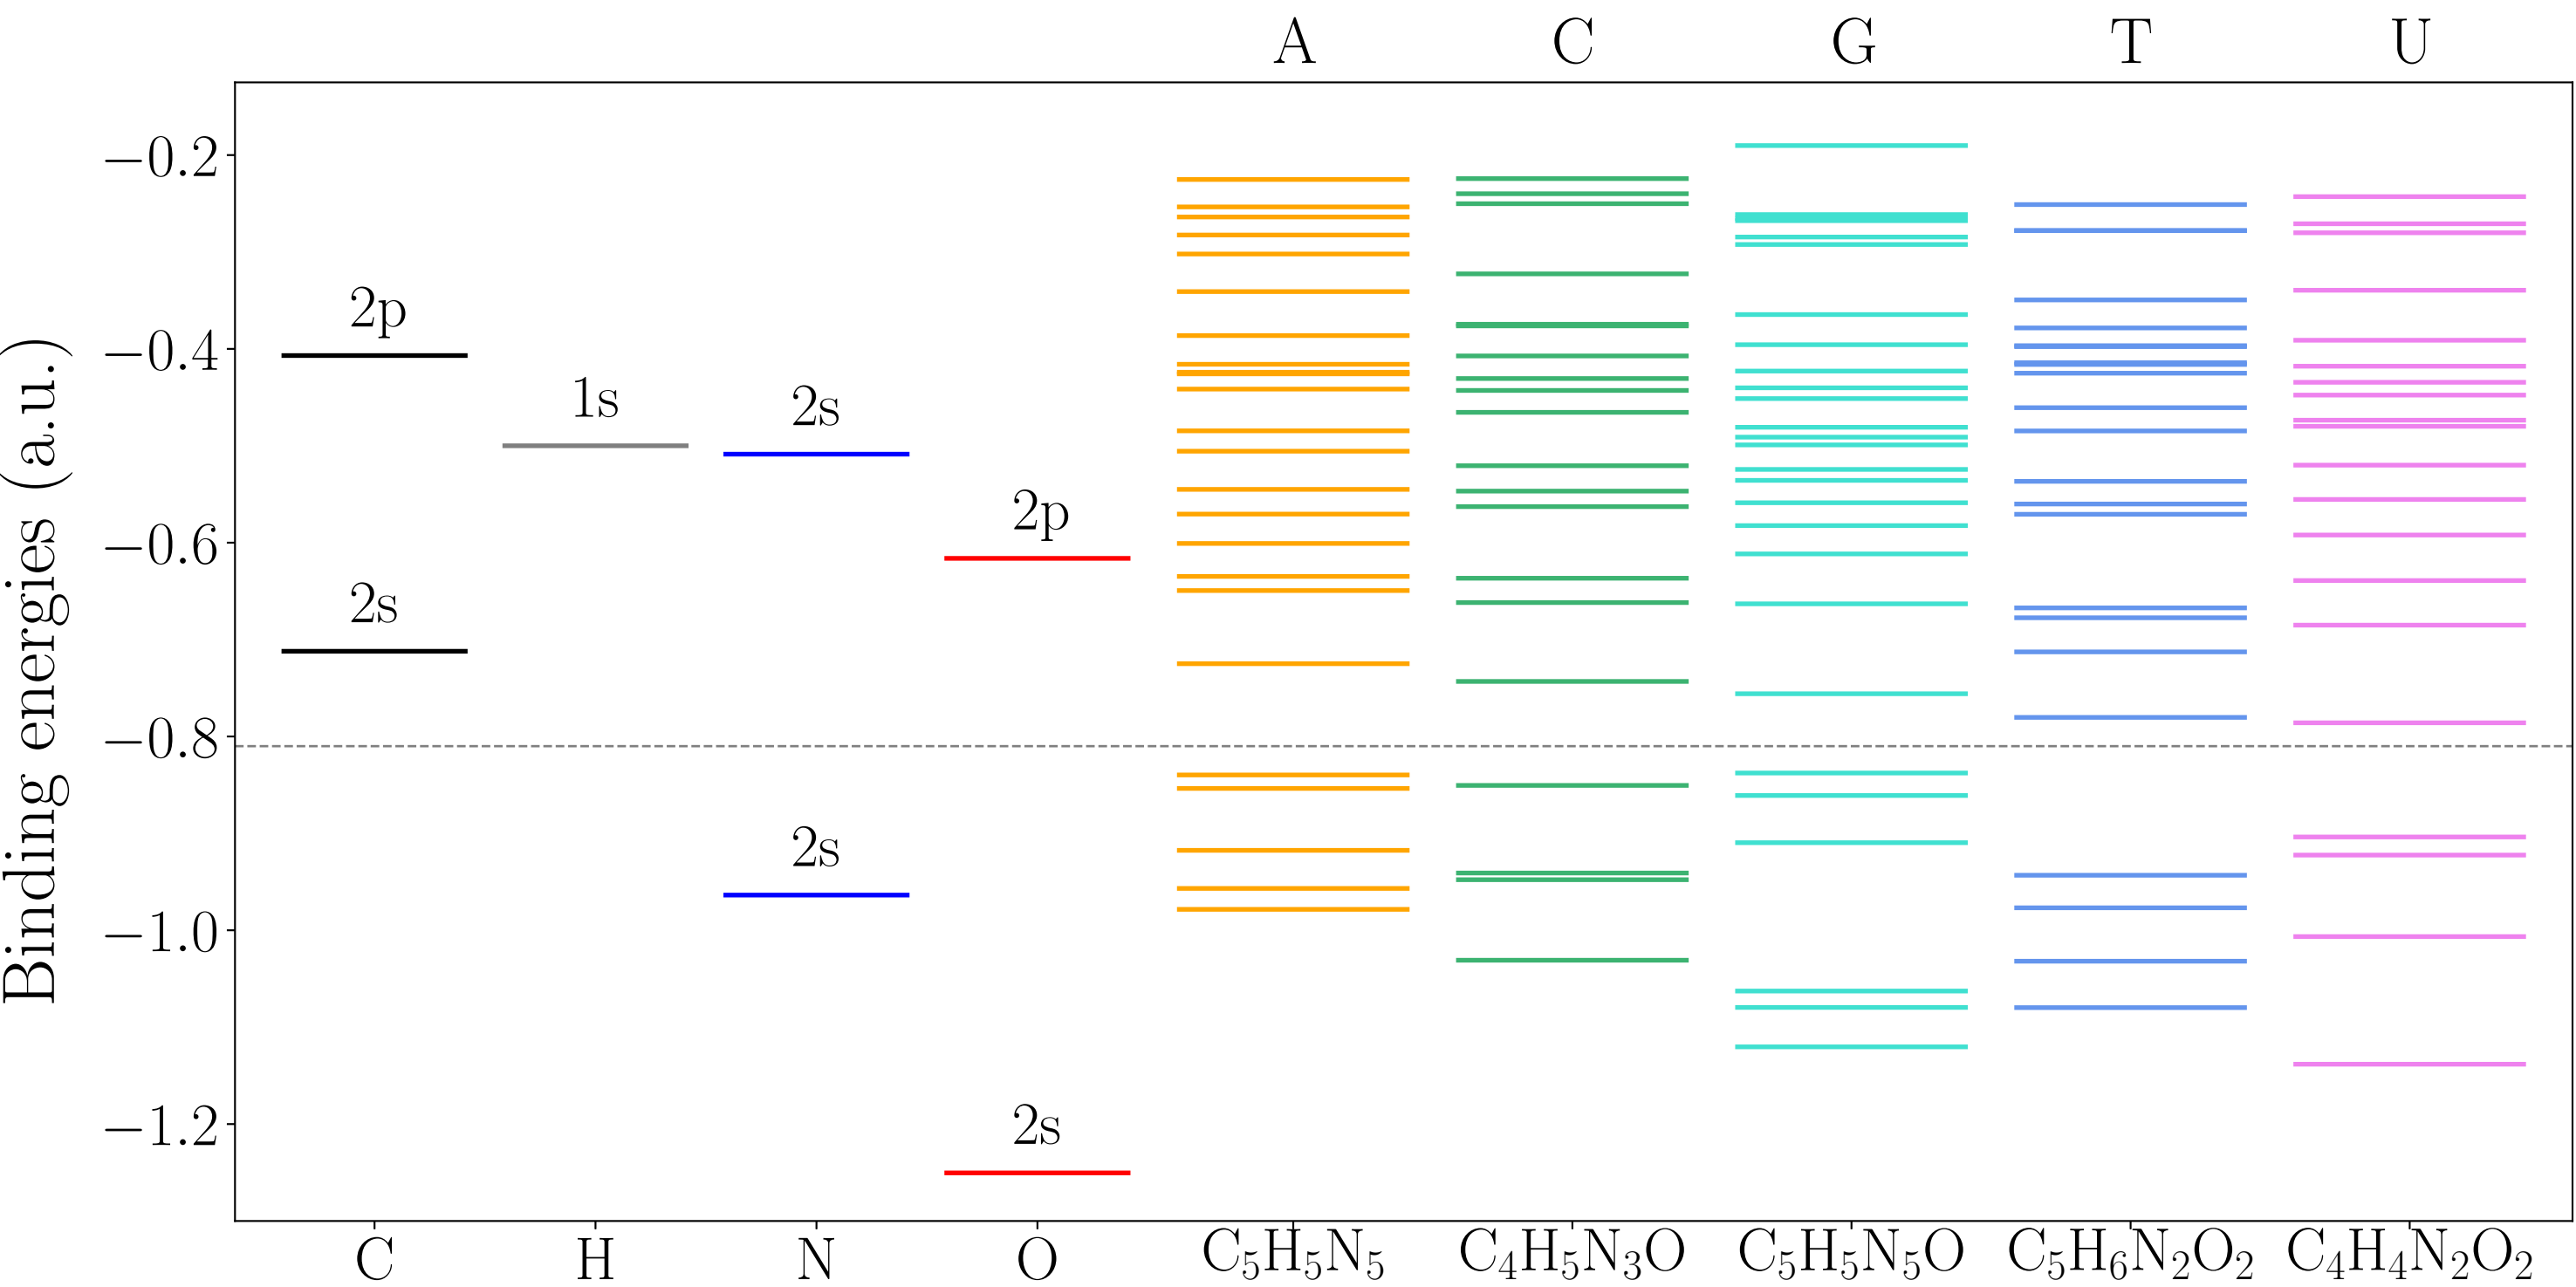 A C G T U
Binding energies (a.u.)
−0.2
2p
−0.4
1s
2s
2p
−0.6
2s
−0.8
2s
−1.0
2s
−1.2
C H N O C₅H₅N₅ C₄H₅N₃O C₅H₅N₅O C₅H₆N₂O₂ C₄H₄N₂O₂